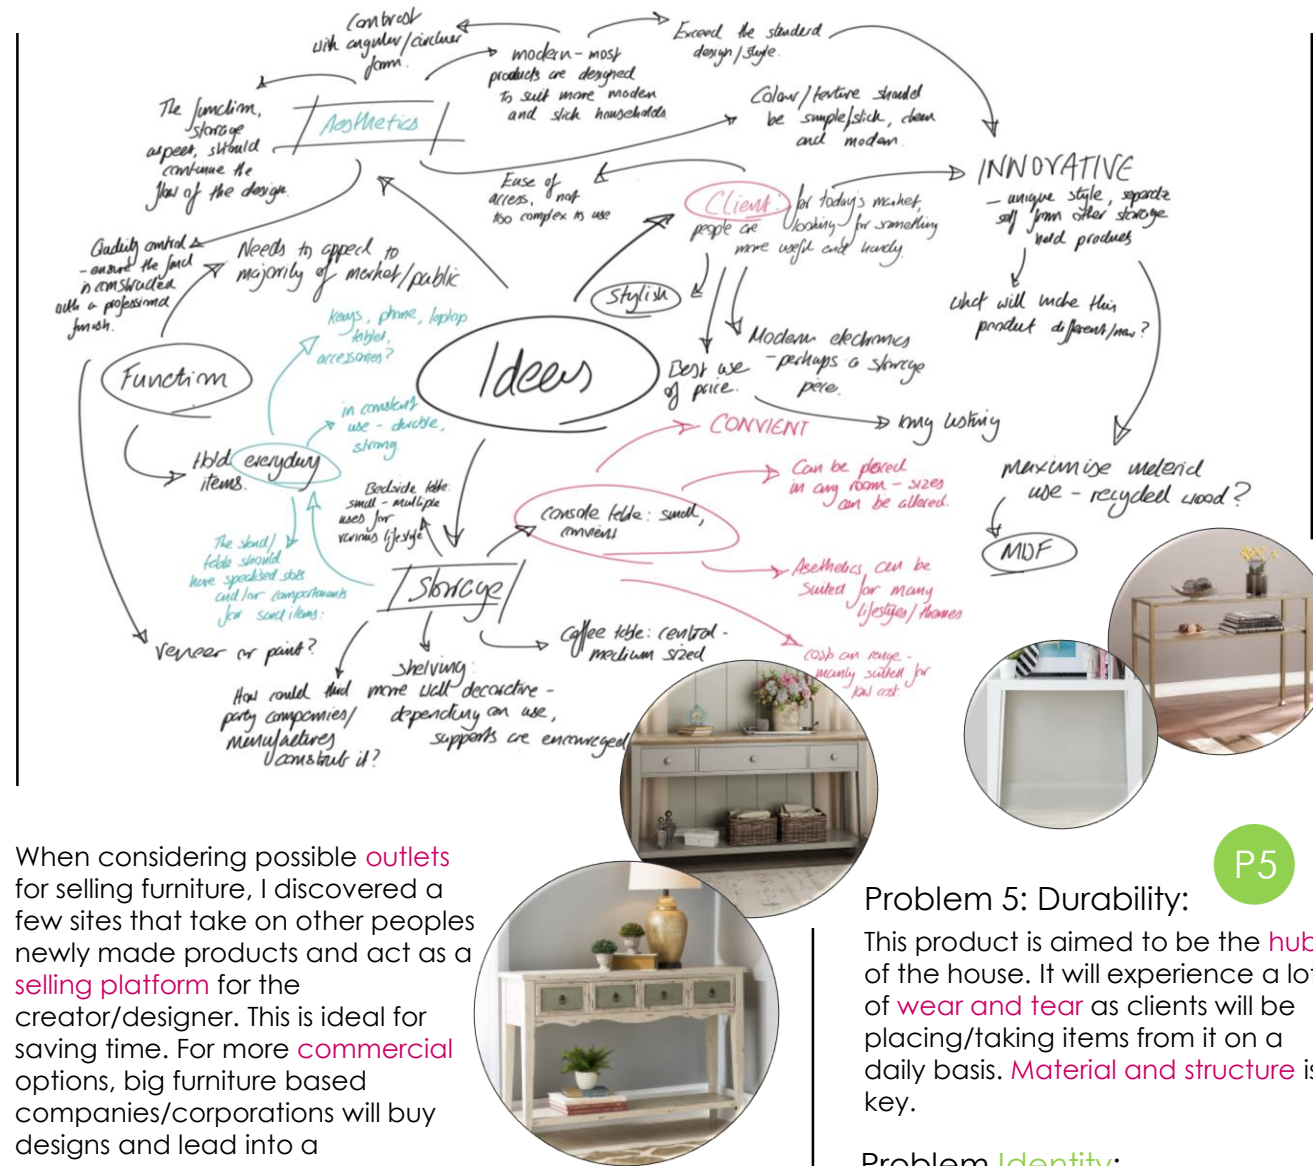 Contrast
with angular/circular
form.
modern - most
products are designed
to suit more modern
and slick households.
Exceed the standard
design/style.
The function,
storage
aspect, should
continue the
flow of the design.
Aesthetics
Colour/texture should
be simple/slick, clean
and modern.
Ease of
access, not
too complex to use
Client:
for today's market,
people are
looking for something
more useful and handy.
INNOVATIVE
- unique style, separate
self from other storage
held products
Quality control
- ensure the
is constructed
with a professional
finish.
Needs to appeal to
majority of market/public
Stylish
what will make this
product different/new?
keys, phone, laptop
tablet,
accessories?
Function
Ideas
Modern electronics
- perhaps a storage
piece.
Best use
of price.
long lasting
in constant
use - durable,
strong
CONVIENT
Hold everyday
items.
Can be placed
in any room - sizes
can be altered.
maximise material
use - recycled wood?
Bedside table:
small - multiple
uses for
various lifestyle
console table: small,
convient
MDF
The stand/
table should
have specialised slots
and/or compartments
for said items.
Storage
Asethetics can be
suited for many
lifestyles/themes
veneer or paint?
Coffee table: central -
medium sized
costs can range -
mainly suited for
low cost.
How could third
party companies/
manufacturers
construct it?
shelving:
more wall decorative -
depending on use,
supports are encouraged
When considering possible outlets
for selling furniture, I discovered a
few sites that take on other peoples
newly made products and act as a
selling platform for the
creator/designer. This is ideal for
saving time. For more commercial
options, big furniture based
companies/corporations will buy
designs and lead into a
P5
Problem 5: Durability:
This product is aimed to be the hub
of the house. It will experience a lot
of wear and tear as clients will be
placing/taking items from it on a
daily basis. Material and structure is
key.
Problem Identity: